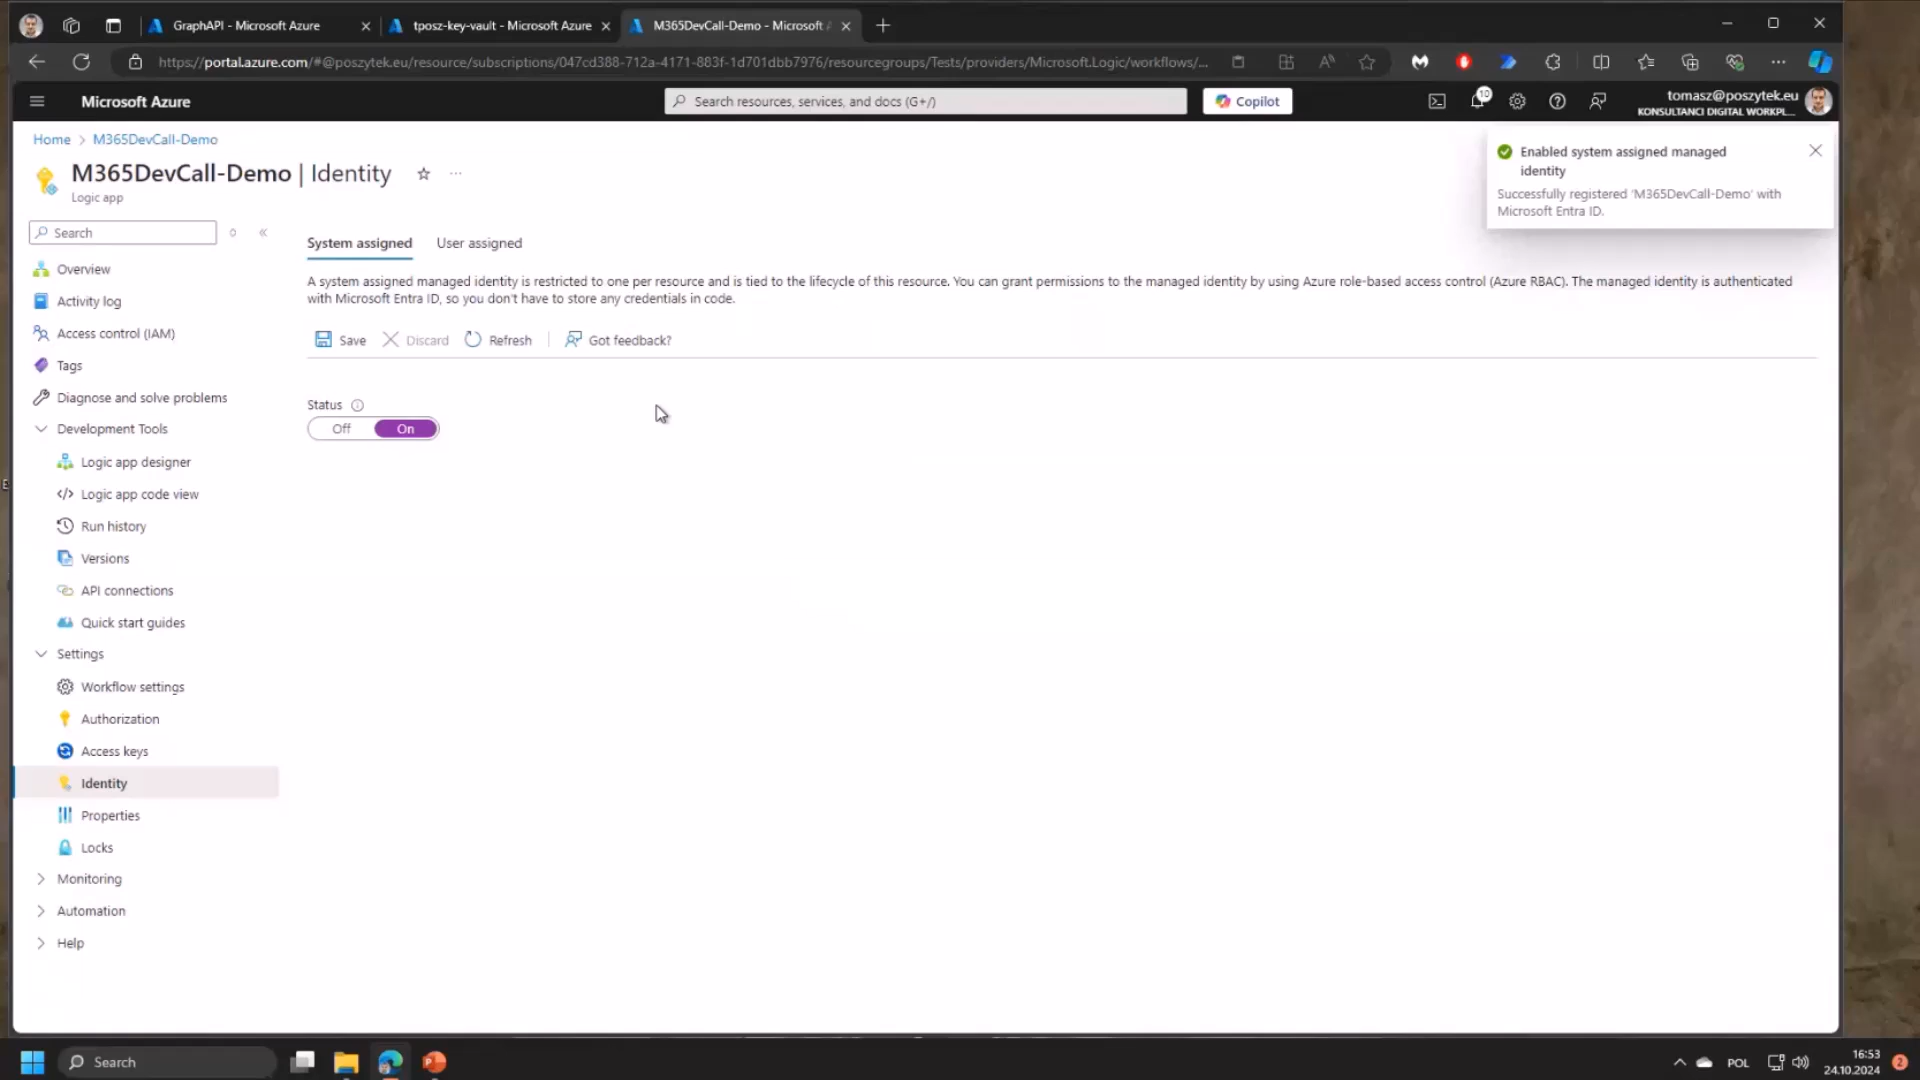 GraphAPI - Microsoft Azure
tposz-key-vault - Microsoft Azure
M365DevCall-Demo - Microsoft A
https://portal.azure.com/#@poszytek.eu/resource/subscriptions/047cd388-712a-4171-883f-1d701dbb7976/resourcegroups/Tests/providers/Microsoft.Logic/workflows/...
Microsoft Azure
Search resources, services, and docs (G+/)
Copilot
10
tomasz@poszytek.eu
KONSULTANCI DIGITAL WORKPL...
Home > M365DevCall-Demo
M365DevCall-Demo | Identity
Logic app
Enabled system assigned managed
identity
Successfully registered 'M365DevCall-Demo' with
Microsoft Entra ID.
Search
Overview
Activity log
Access control (IAM)
Tags
Diagnose and solve problems
Development Tools
Logic app designer
Logic app code view
Run history
Versions
API connections
Quick start guides
Settings
Workflow settings
Authorization
Access keys
Identity
Properties
Locks
Monitoring
Automation
Help
System assigned
User assigned
A system assigned managed identity is restricted to one per resource and is tied to the lifecycle of this resource. You can grant permissions to the managed identity by using Azure role-based access control (Azure RBAC). The managed identity is authenticated
with Microsoft Entra ID, so you don't have to store any credentials in code.
Save
Discard
Refresh
Got feedback?
Status
Off
On
Search
POL
16:53
24.10.2024
2